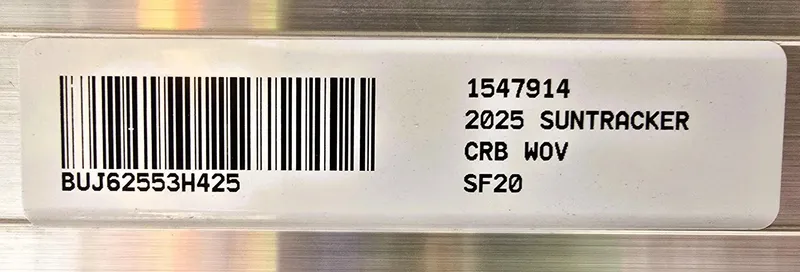 BUJ62553H425
1547914
2025 SUNTRACKER
CRB WOV
SF20